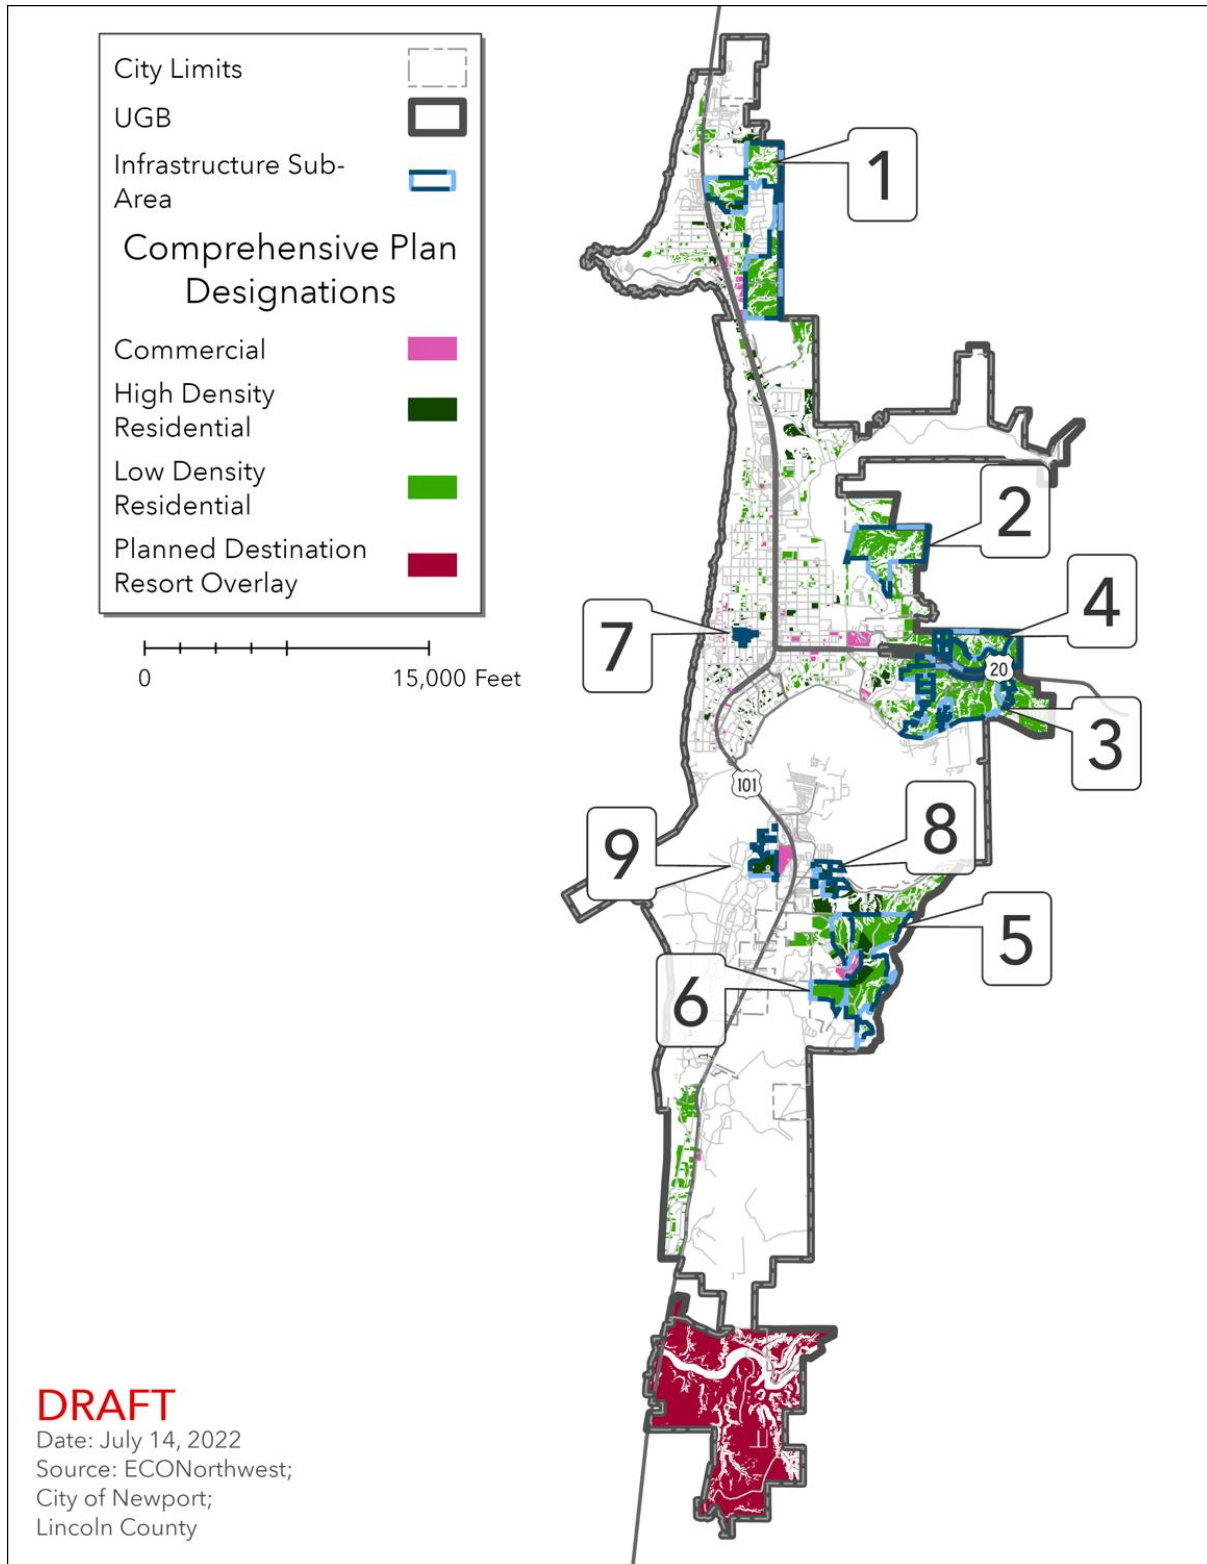 City Limits
UGB
Infrastructure Sub-
Area
Comprehensive Plan
Designations
Commercial
High Density
Residential
Low Density
Residential
Planned Destination
Resort Overlay
0
15,000 Feet
1
2
4
7
20
3
101
8
9
5
6
DRAFT
Date: July 14, 2022
Source: ECONorthwest;
City of Newport;
Lincoln County